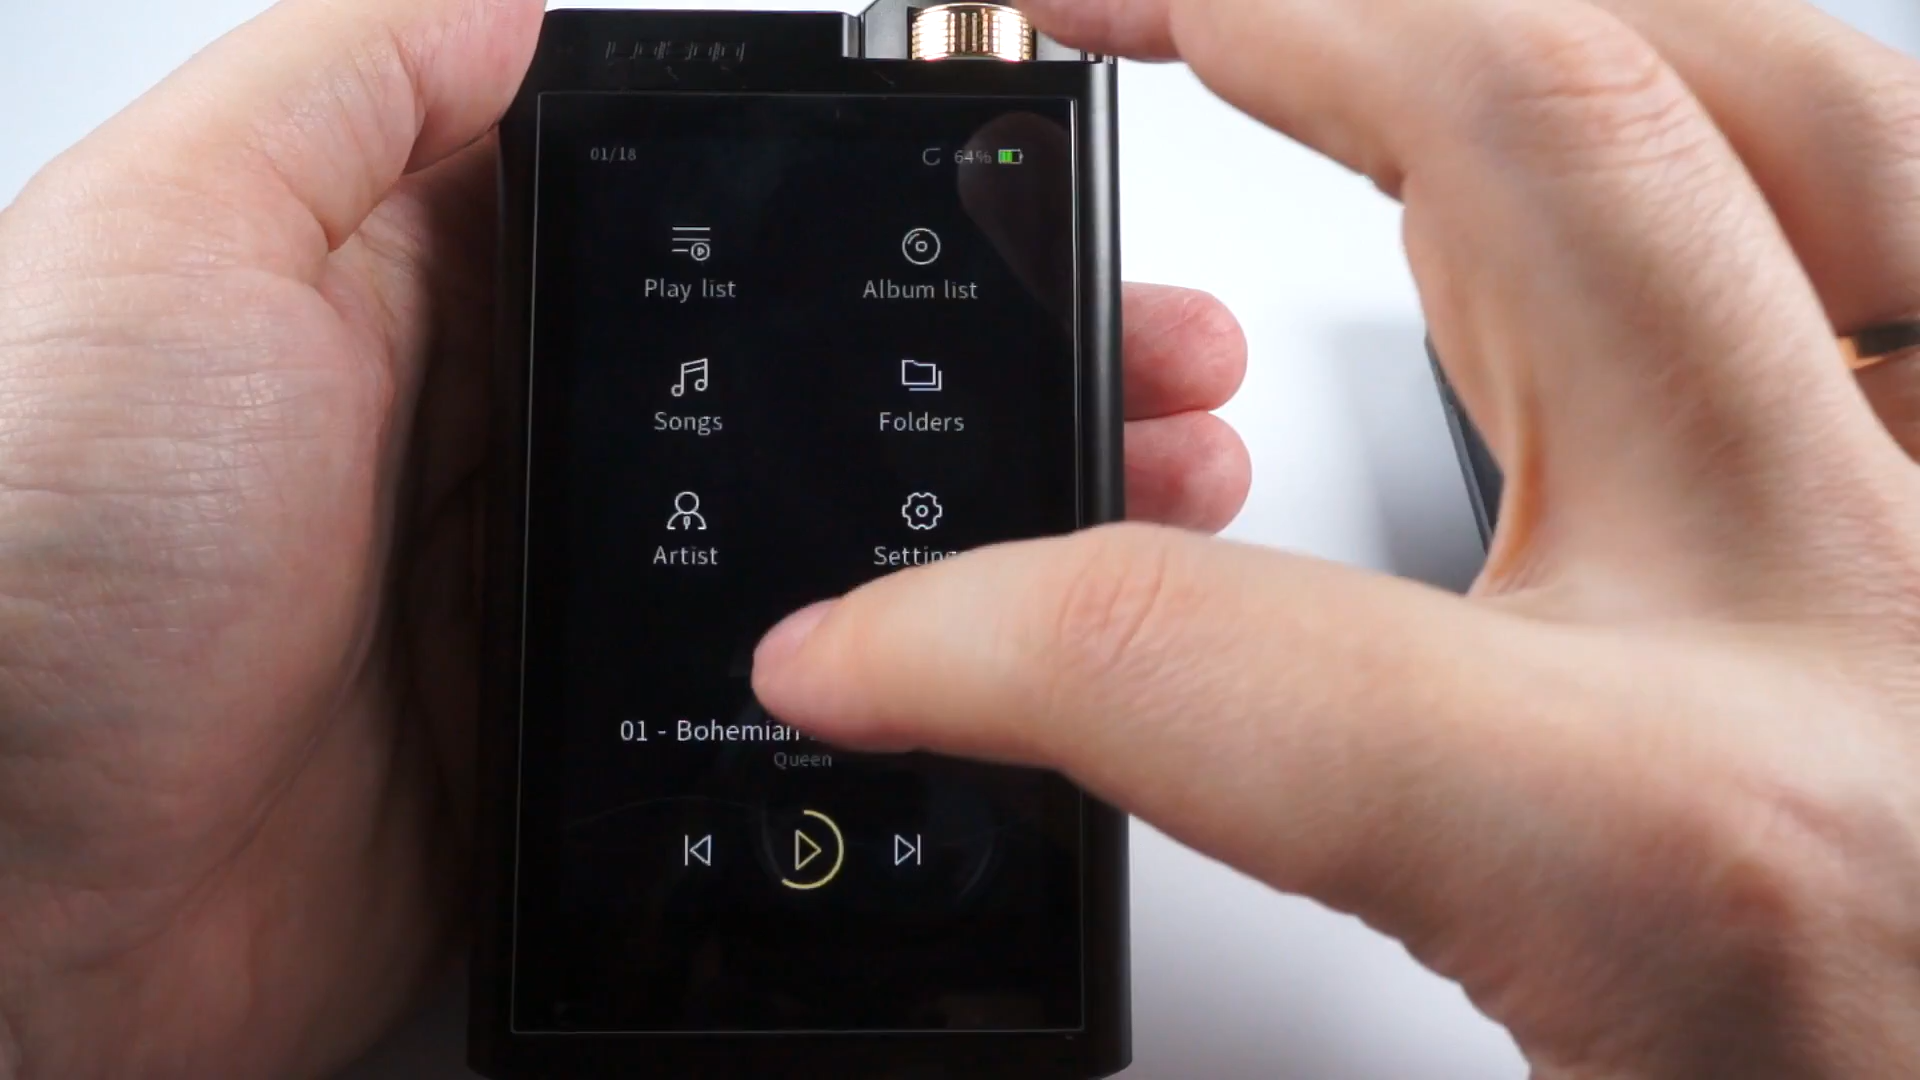 01/18 64%
Play list Album list
Songs Folders
Artist
01 - Bohemian
Queen